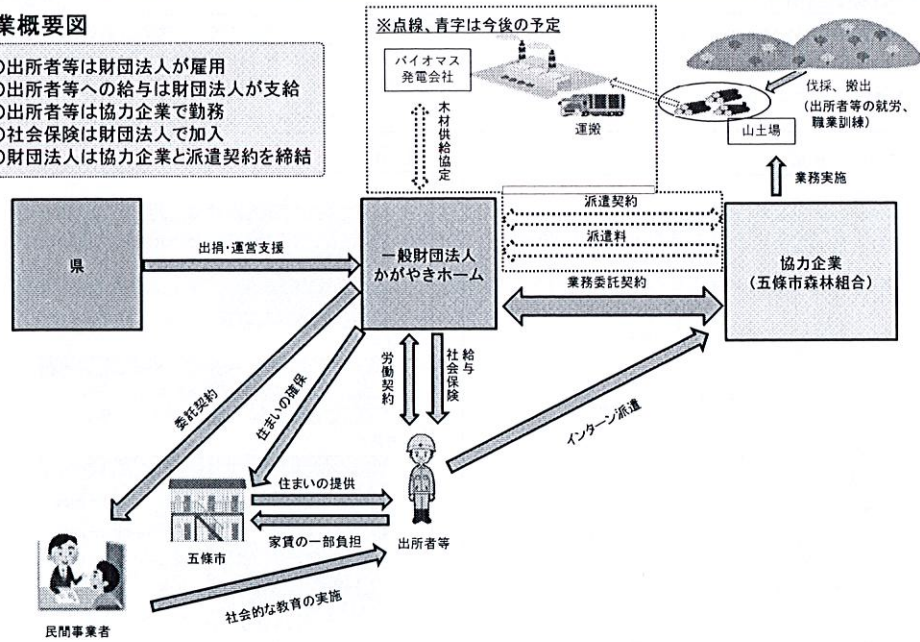 業概要図
出所者等は財団法人が雇用
出所者等への給与は財団法人が支給
出所者等は協力企業で勤務
社会保険は財団法人で加入
財団法人は協力企業と派遣契約を締結
※点線、青字は今後の予定
バイオマス
発電会社
運搬
山土場
伐採、搬出
(出所者等の就労、
職業訓練)
木材供給協定
業務実施
県
出捐・運営支援
一般財団法人
かがやきホーム
派遣契約
派遣料
業務委託契約
協力企業
(五條市森林組合)
委託契約
住まいの確保
労働契約
給与
社会保険
インターン派遣
住まいの提供
家賃の一部負担
五條市
出所者等
社会的な教育の実施
民間事業者